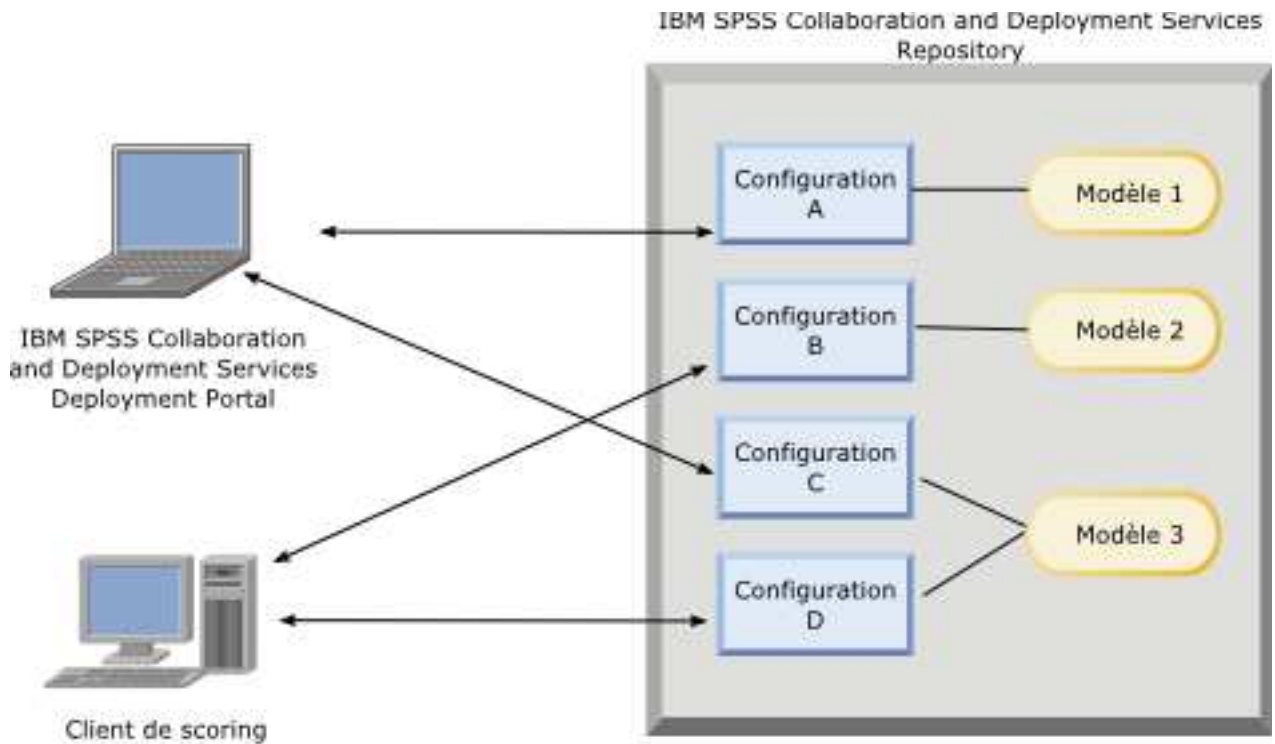 IBM SPSS Collaboration and Deployment Services
Repository
Configuration
A
Modèle 1
Configuration
B
Modèle 2
IBM SPSS Collaboration
and Deployment Services
Deployment Portal
Configuration
C
Modèle 3
Configuration
D
Client de scoring